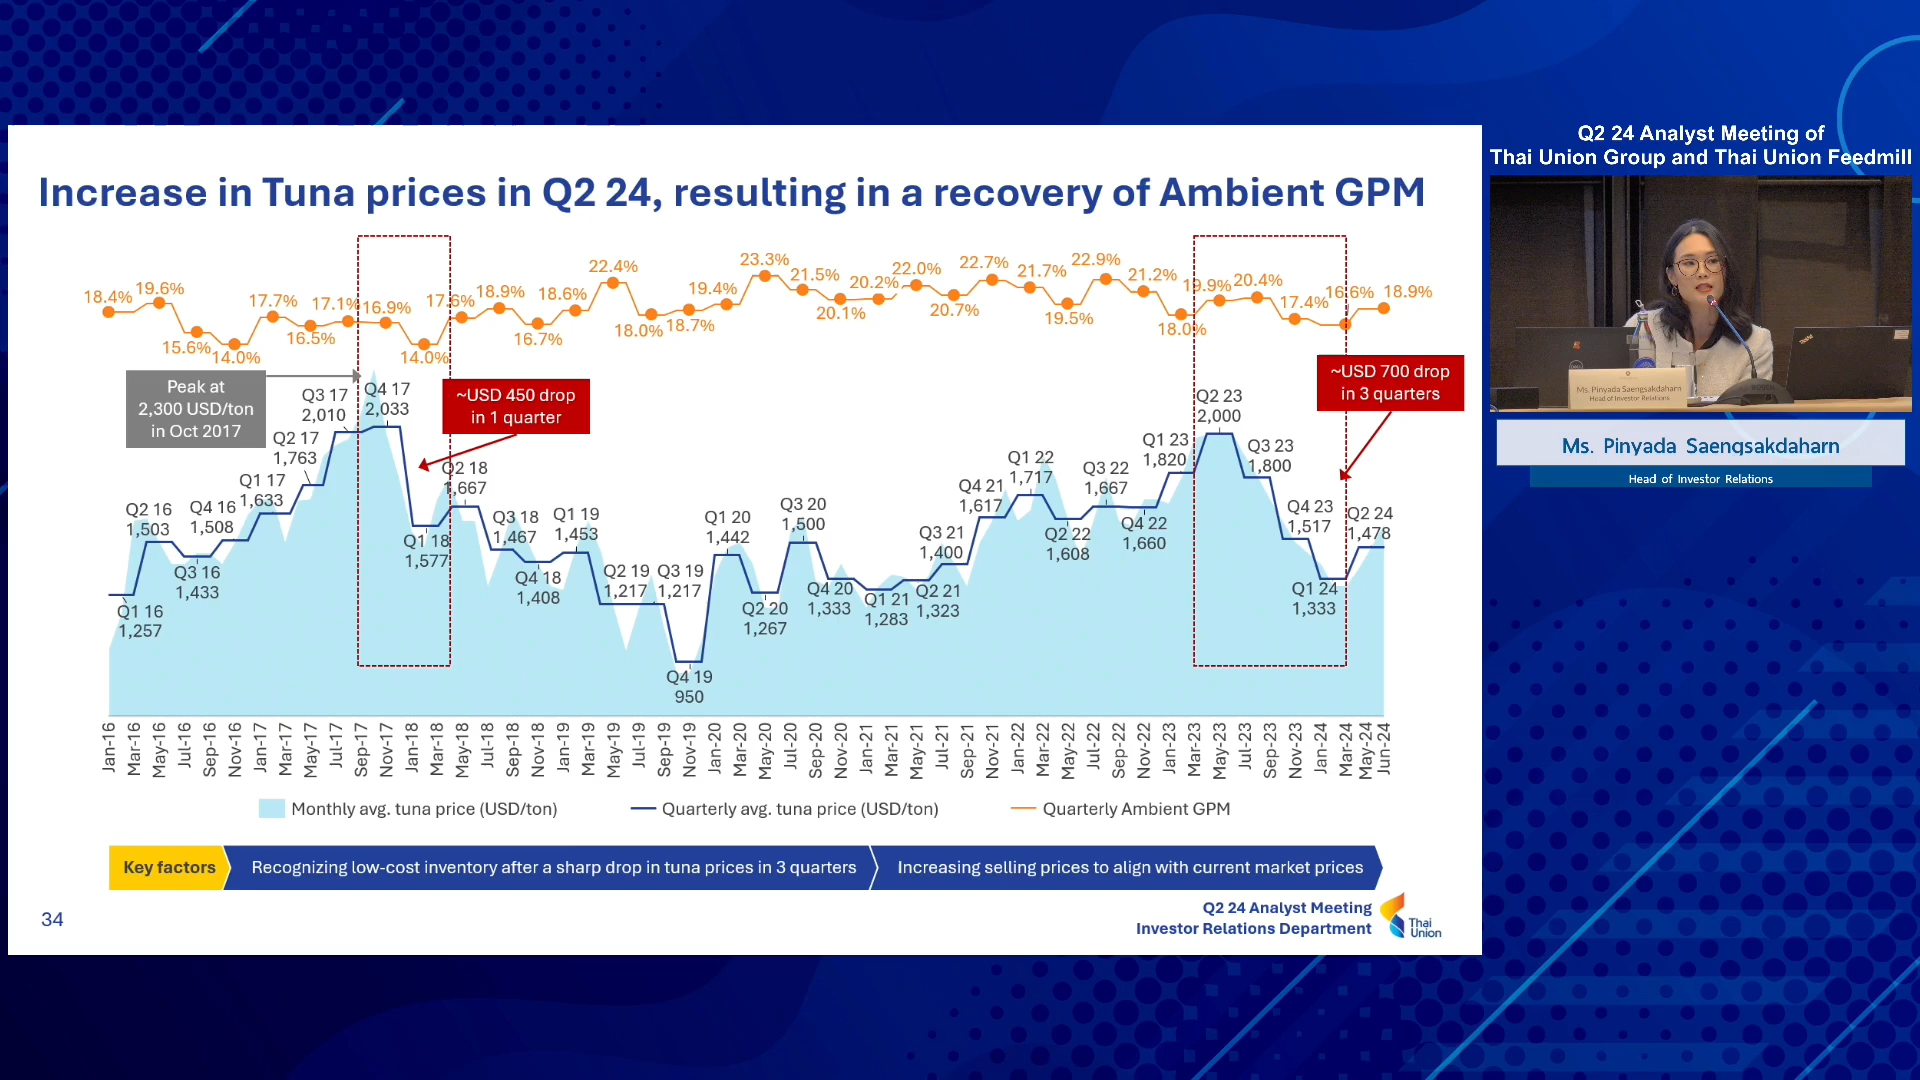 Q2 24 Analyst Meeting of
Thai Union Group and Thai Union Feedmill
Increase in Tuna prices in Q2 24, resulting in a recovery of Ambient GPM
18.4%
19.6%
15.6%
14.0%
17.7%
16.5%
17.1%
16.9%
14.0%
17.6%
18.9%
16.7%
18.6%
22.4%
18.0%
18.7%
19.4%
23.3%
21.5%
20.1%
20.2%
22.0%
20.7%
22.7%
21.7%
19.5%
22.9%
21.2%
18.0%
19.9%
20.4%
17.4%
16.6%
18.9%
Peak at
2,300 USD/ton
in Oct 2017
~USD 450 drop
in 1 quarter
~USD 700 drop
in 3 quarters
Q1 16
1,257
Q2 16
1,503
Q3 16
1,433
Q4 16
1,508
Q1 17
1,633
Q2 17
1,763
Q3 17
2,010
Q4 17
2,033
Q1 18
1,577
Q2 18
1,667
Q3 18
1,467
Q4 18
1,408
Q1 19
1,453
Q2 19
1,217
Q3 19
1,217
Q4 19
950
Q1 20
1,442
Q2 20
1,267
Q3 20
1,500
Q4 20
1,333
Q1 21
1,283
Q2 21
1,323
Q3 21
1,400
Q4 21
1,617
Q1 22
1,717
Q2 22
1,608
Q3 22
1,667
Q4 22
1,660
Q1 23
1,820
Q2 23
2,000
Q3 23
1,800
Q4 23
1,517
Q1 24
1,333
Q2 24
1,478
Jan-16
Mar-16
May-16
Jul-16
Sep-16
Nov-16
Jan-17
Mar-17
May-17
Jul-17
Sep-17
Nov-17
Jan-18
Mar-18
May-18
Jul-18
Sep-18
Nov-18
Jan-19
Mar-19
May-19
Jul-19
Sep-19
Nov-19
Jan-20
Mar-20
May-20
Jul-20
Sep-20
Nov-20
Jan-21
Mar-21
May-21
Jul-21
Sep-21
Nov-21
Jan-22
Mar-22
May-22
Jul-22
Sep-22
Nov-22
Jan-23
Mar-23
May-23
Jul-23
Sep-23
Nov-23
Jan-24
Mar-24
May-24
Jun-24
Monthly avg. tuna price (USD/ton)
Quarterly avg. tuna price (USD/ton)
Quarterly Ambient GPM
Key factors
Recognizing low-cost inventory after a sharp drop in tuna prices in 3 quarters
Increasing selling prices to align with current market prices
34
Q2 24 Analyst Meeting
Investor Relations Department
Thai
Union
Ms. Pinyada Saengsakdaharn
Head of Investor Relations
Ms. Pinyada Saengsakdaharn
Head of Investor Relations